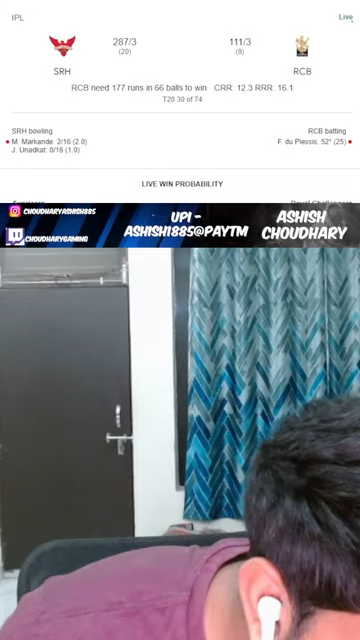 IPL
Live
287/3
(20)
111/3
(9)
SRH
RCB
RCB need 177 runs in 66 balls to win CRR: 12.3 RRR: 16.1
T20 30 of 74
SRH bowling
RCB batting
M. Markande: 2/16 (2.0)
F. du Plessis: 52* (25)
J. Unadkat: 0/16 (1.0)
LIVE WIN PROBABILITY
CHOUDHARYASHISH885
CHOUDHARYGAMING
UPI -
ASHISH1885@PAYTM
ASHISH
CHOUDHARY